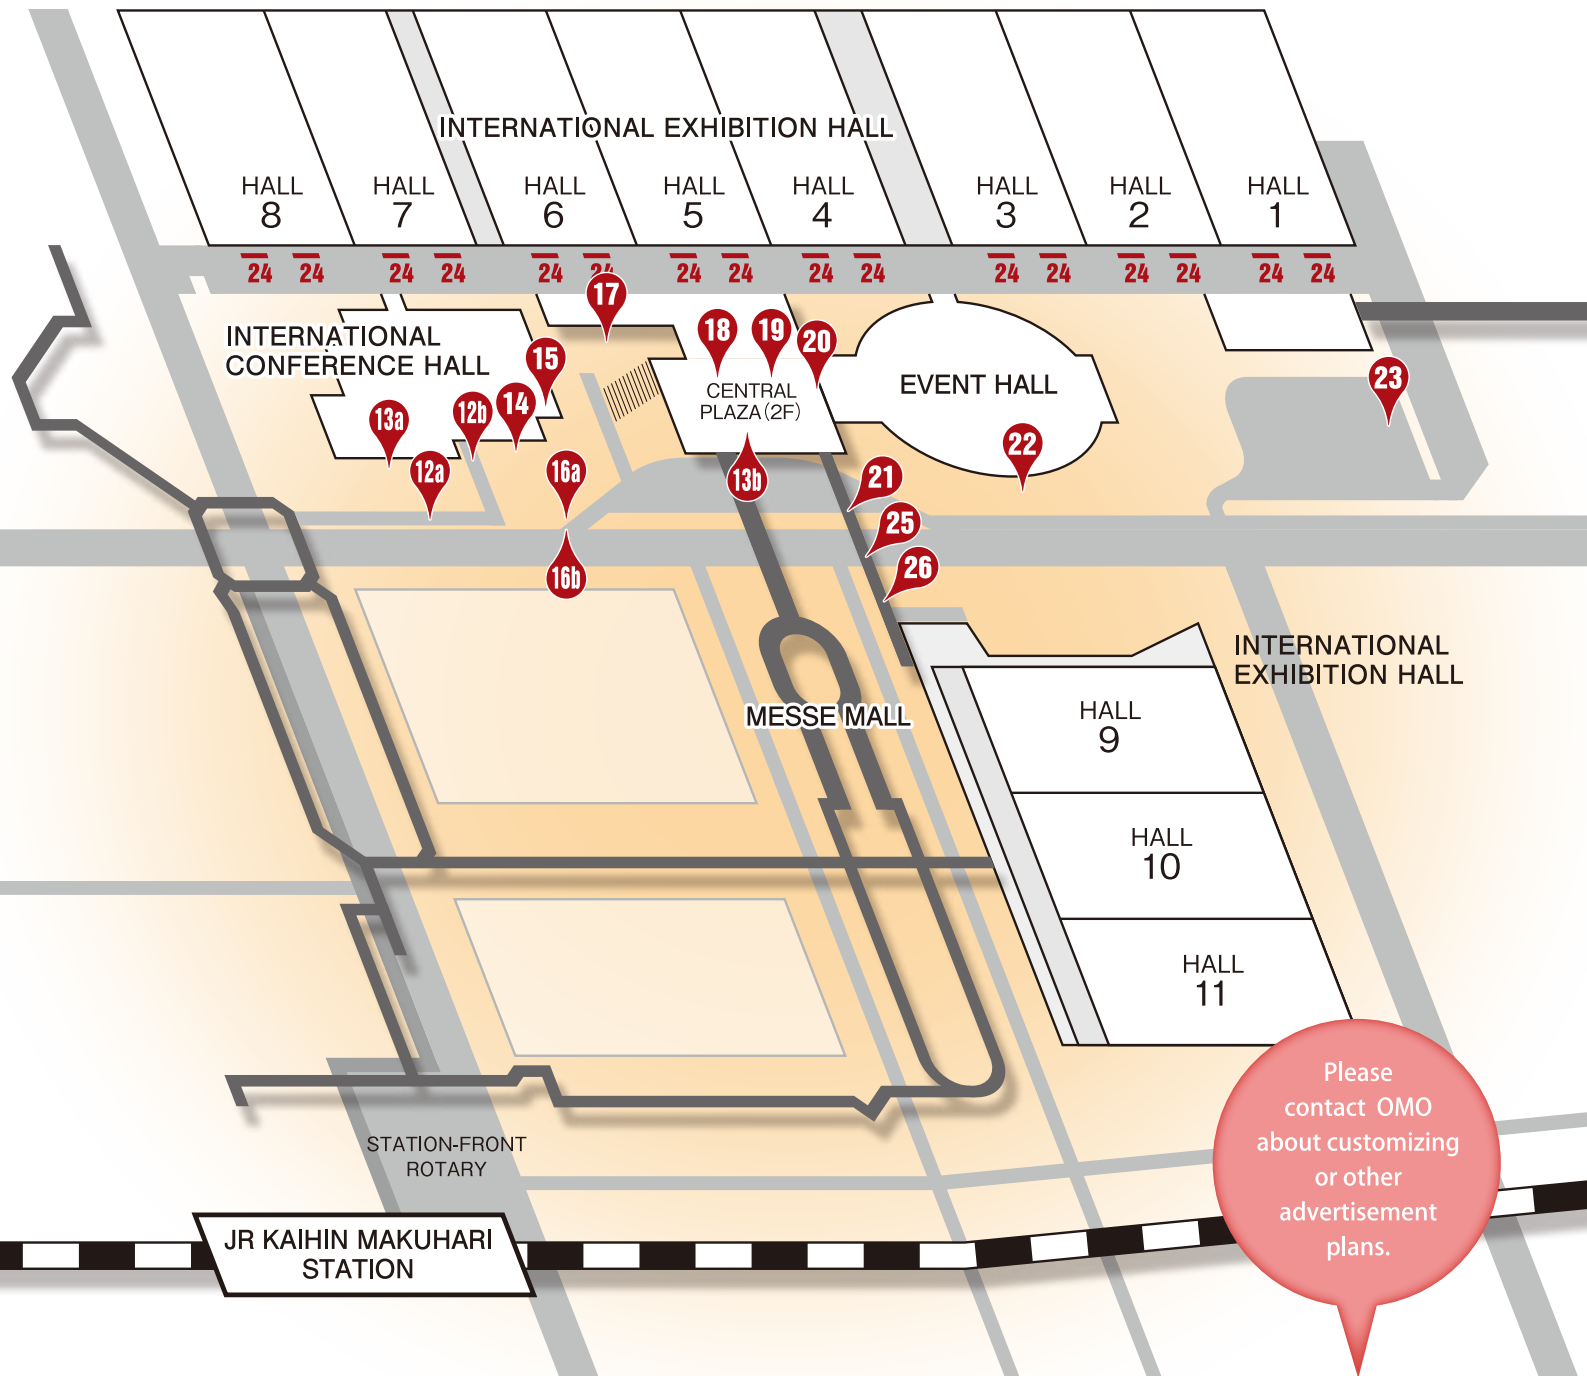 INTERNATIONAL EXHIBITION HALL
HALL
8
HALL
7
HALL
6
HALL
5
HALL
4
HALL
3
HALL
2
HALL
1
24 24 24 24 24 24 24 24 24 24 24 24 24 24 24 24
17
INTERNATIONAL
CONFERENCE HALL
15
18
19
20
CENTRAL
PLAZA (2F)
EVENT HALL
23
13a
12b
14
12a
16a
13b
22
21
25
16b
26
INTERNATIONAL
EXHIBITION HALL
MESSE MALL
HALL
9
HALL
10
HALL
11
STATION-FRONT
ROTARY
JR KAIHIN MAKUHARI
STATION
Please
contact OMO
about customizing
or other
advertisement
plans.